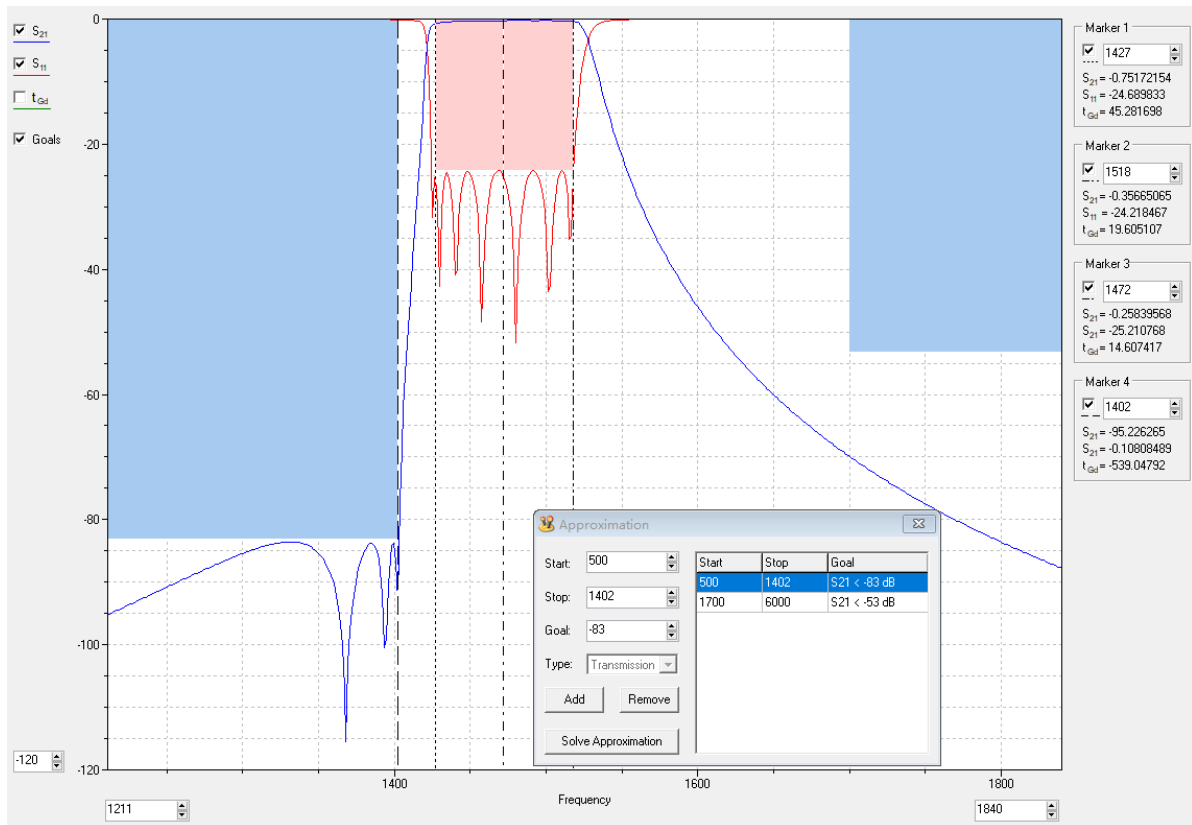 S21
S11
tGd
Goals
0
-20
-40
-60
-80
-100
-120
-120
1400
1600
1800
Frequency
1211
1840
Marker 1
1427
S21 = -0.75172154
S11 = -24.689833
tGd = 45.281698
Marker 2
1518
S21 = -0.35665065
S11 = -24.218467
tGd = 19.605107
Marker 3
1472
S21 = -0.25839568
S21 = -25.210768
tGd = 14.607417
Marker 4
1402
S21 = -95.226265
S21 = -0.10808489
tGd = -539.04792
Approximation
Start: 500
Stop: 1402
Goal: -83
Type: Transmission
Add Remove
Solve Approximation
Start Stop Goal
500 1402 S21 < -83 dB
1700 6000 S21 < -53 dB